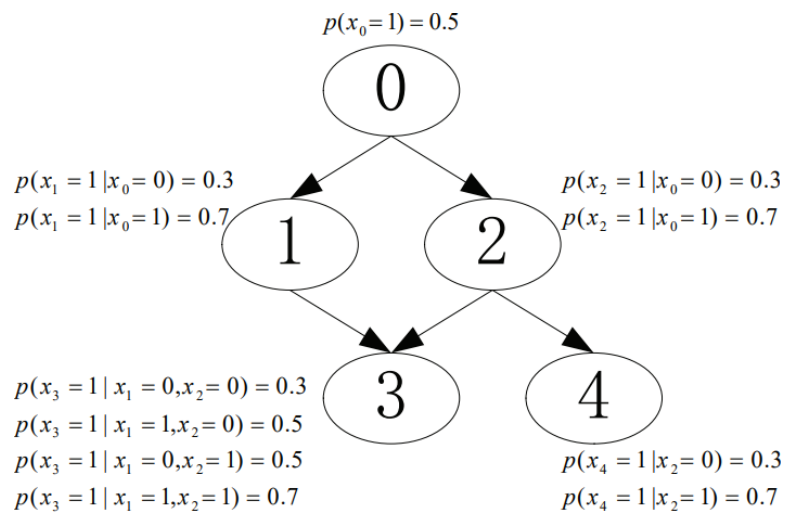 p(x₀= 1) = 0.5
0
p(x₁ = 1 |x₀= 0) = 0.3
p(x₁ = 1 |x₀= 1) = 0.7
p(x₂ = 1 |x₀= 0) = 0.3
p(x₂ = 1 |x₀= 1) = 0.7
1
2
p(x₃ = 1 | x₁ = 0,x₂= 0) = 0.3
p(x₃ = 1 | x₁ = 1,x₂= 0) = 0.5
p(x₃ = 1 | x₁ = 0,x₂= 1) = 0.5
p(x₃ = 1 | x₁ = 1,x₂= 1) = 0.7
3
4
p(x₄ = 1 |x₂= 0) = 0.3
p(x₄ = 1 |x₂= 1) = 0.7